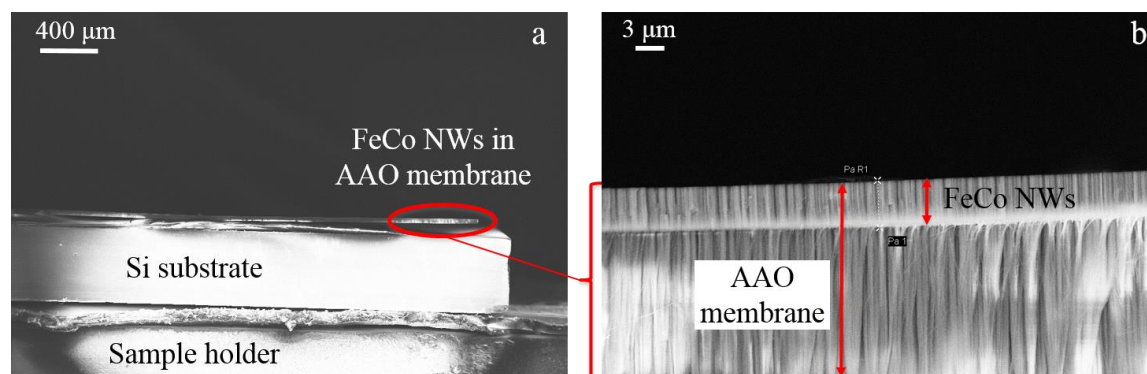 400 μm
a
FeCo NWs in
AAO membrane
Si substrate
Sample holder
3 μm
b
Pa R1
FeCo NWs
Pa 1
AAO
membrane